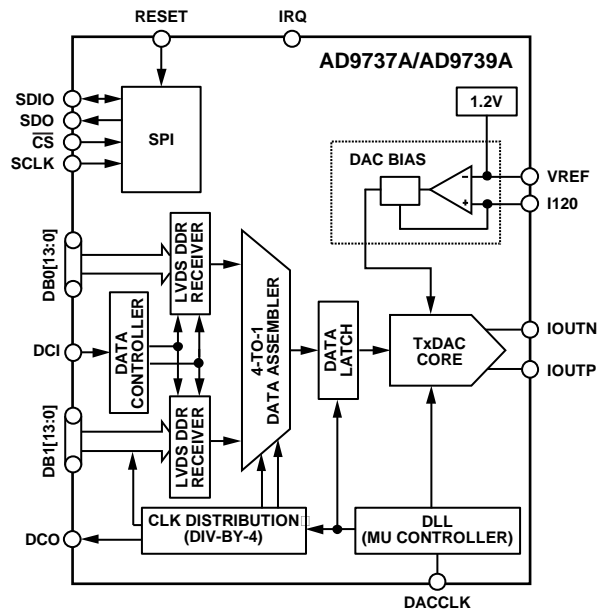 RESET
IRQ
AD9737A/AD9739A
SDIO
SDO
CS
SCLK
SPI
1.2V
DAC BIAS
VREF
I120
DB0[13:0]
LVDS DDR
RECEIVER
DCI
DATA
CONTROLLER
4-TO-1
DATA ASSEMBLER
DATA
LATCH
TxDAC
CORE
IOUTN
IOUTP
DB1[13:0]
LVDS DDR
RECEIVER
DCO
CLK DISTRIBUTION
(DIV-BY-4)
DLL
(MU CONTROLLER)
DACCLK